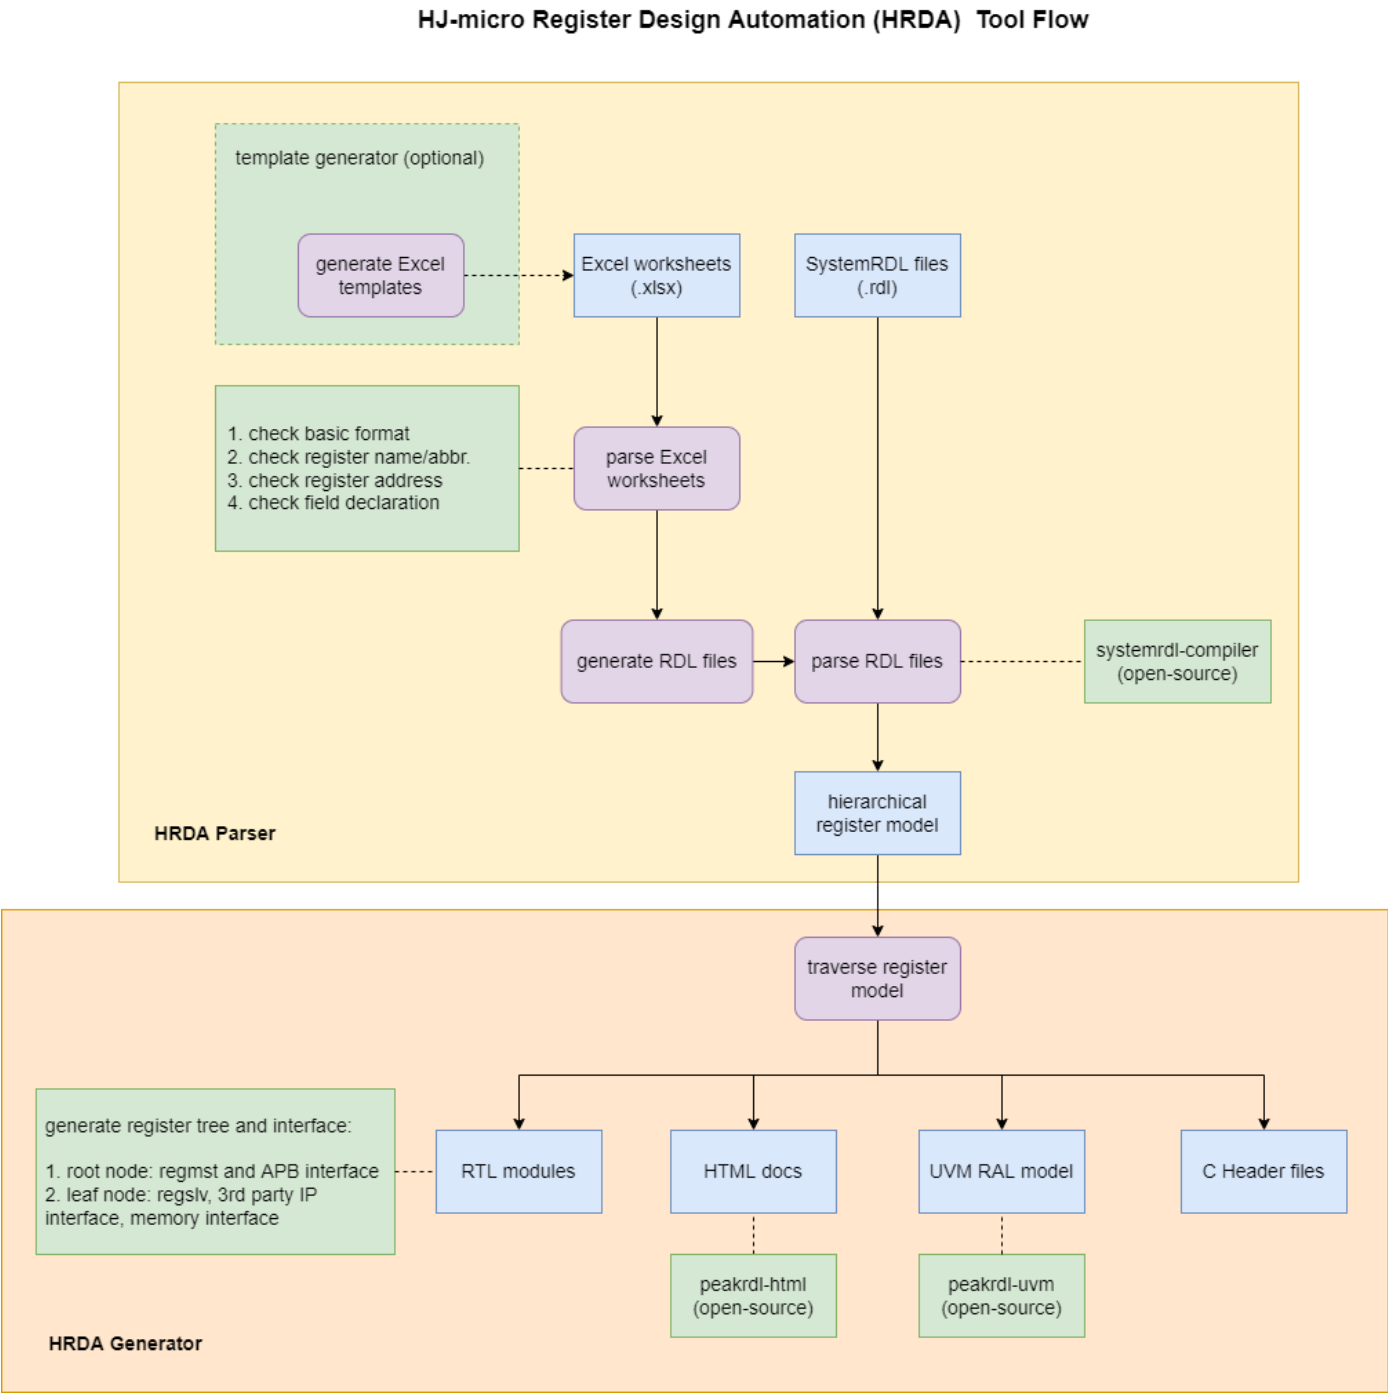 HJ-micro Register Design Automation (HRDA)  Tool Flow
template generator (optional)
generate Excel
templates
Excel worksheets
(.xlsx)
SystemRDL files
(.rdl)
1. check basic format
2. check register name/abbr.
3. check register address
4. check field declaration
parse Excel
worksheets
generate RDL files
parse RDL files
systemrdl-compiler
(open-source)
hierarchical
register model
HRDA Parser
traverse register
model
generate register tree and interface:
1. root node: regmst and APB interface
2. leaf node: regslv, 3rd party IP
interface, memory interface
RTL modules
HTML docs
UVM RAL model
C Header files
peakrdl-html
(open-source)
peakrdl-uvm
(open-source)
HRDA Generator